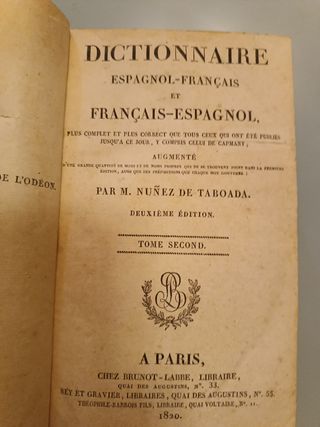 DICTIONNAIRE
ESPAGNOL-FRANÇAIS
ET
FRANÇAIS-ESPAGNOL,
PLUS COMPLET ET PLUS CORRECT QUE TOUS CEUX QUI ONT ÉTÉ PUBLIÉS
JUSQU'A CE JOUR, Y COMPRIS CELUI DE CAPMANY;
AUGMENTÉ
D'UNE GRANDE QUANTITÉ DE MOTS ET DE NOMS PROPRES QUI NE SE TROUVENT POINT DANS LA PREMIÈRE
ÉDITION, AINSI QUE DES PRÉPOSITIONS QUE CHAQUE MOT GOUVERNE;
PAR M. NUÑEZ DE TABOADA.
DEUXIÈME ÉDITION.
TOME SECOND.
DE L'ODÉON.
BL
A PARIS,
CHEZ BRUNOT-LABBE, LIBRAIRE,
QUAI DES AUGUSTINS, Nº. 33.
REY ET GRAVIER, LIBRAIRES, QUAI DES AUGUSTINS, Nº. 55.
THÉOPHILE-BARROIS FILS, LIBRAIRE, QUAI VOLTAIRE, Nº. 11.
1820.